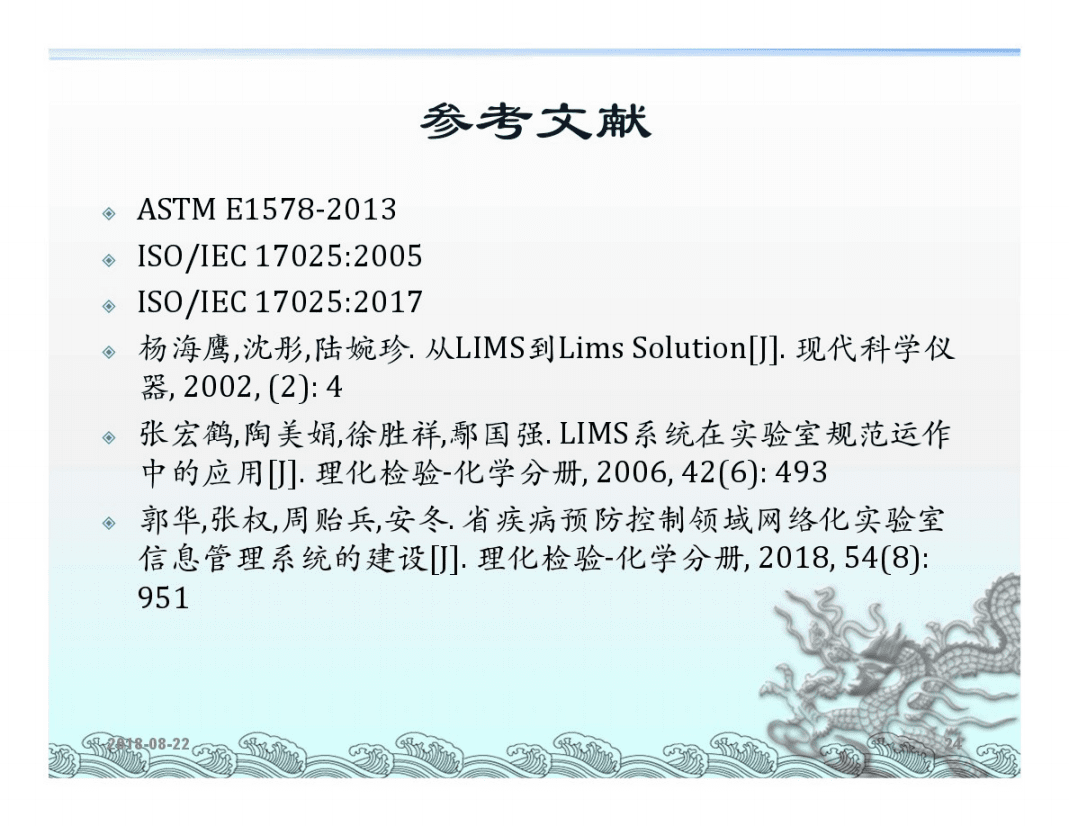 参考文献
ASTM E1578-2013
ISO/IEC 17025:2005
ISO/IEC 17025:2017
杨海鹰,沈彤,陆婉珍. 从LIMS到Lims Solution[J]. 现代科学仪
器, 2002, (2): 4
张宏鹤,陶美娟,徐胜祥,鄢国强. LIMS系统在实验室规范运作
中的应用[J]. 理化检验-化学分册, 2006, 42(6): 493
郭华,张权,周贻兵,安冬. 省疾病预防控制领域网络化实验室
信息管理系统的建设[J]. 理化检验-化学分册, 2018, 54(8):
951
2018-08-22
24